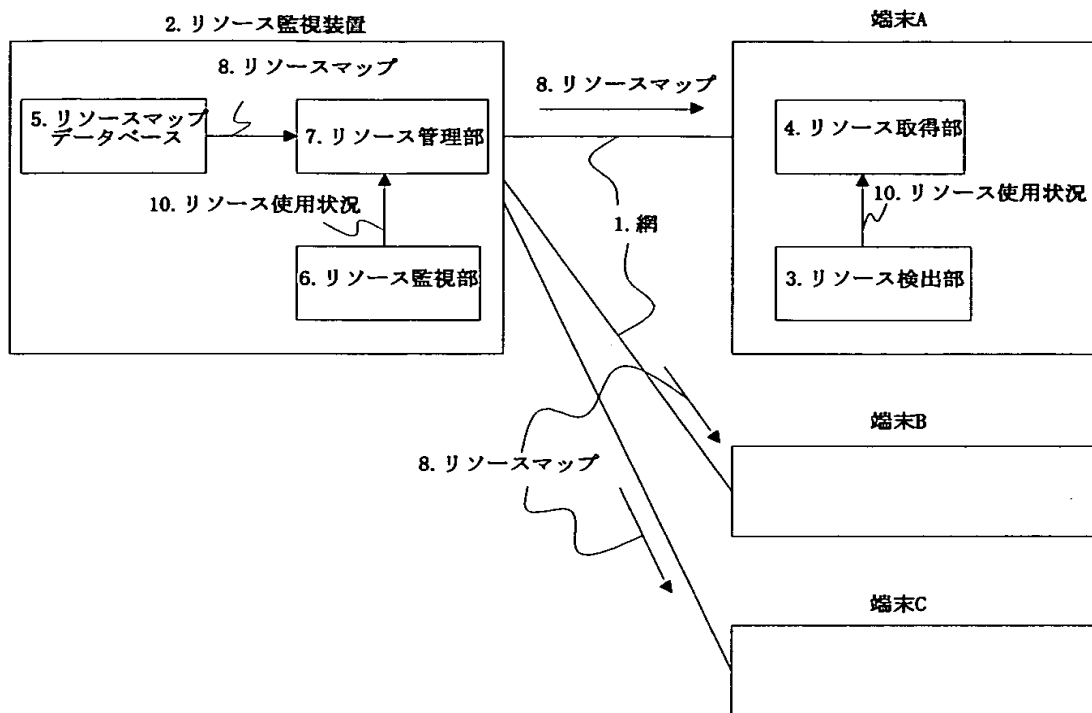 2. リソース監視装置
端末A
8. リソースマップ
8. リソースマップ
5. リソースマップ
データベース
7. リソース管理部
4. リソース取得部
10. リソース使用状況
10. リソース使用状況
1. 網
6. リソース監視部
3. リソース検出部
端末B
8. リソースマップ
端末C